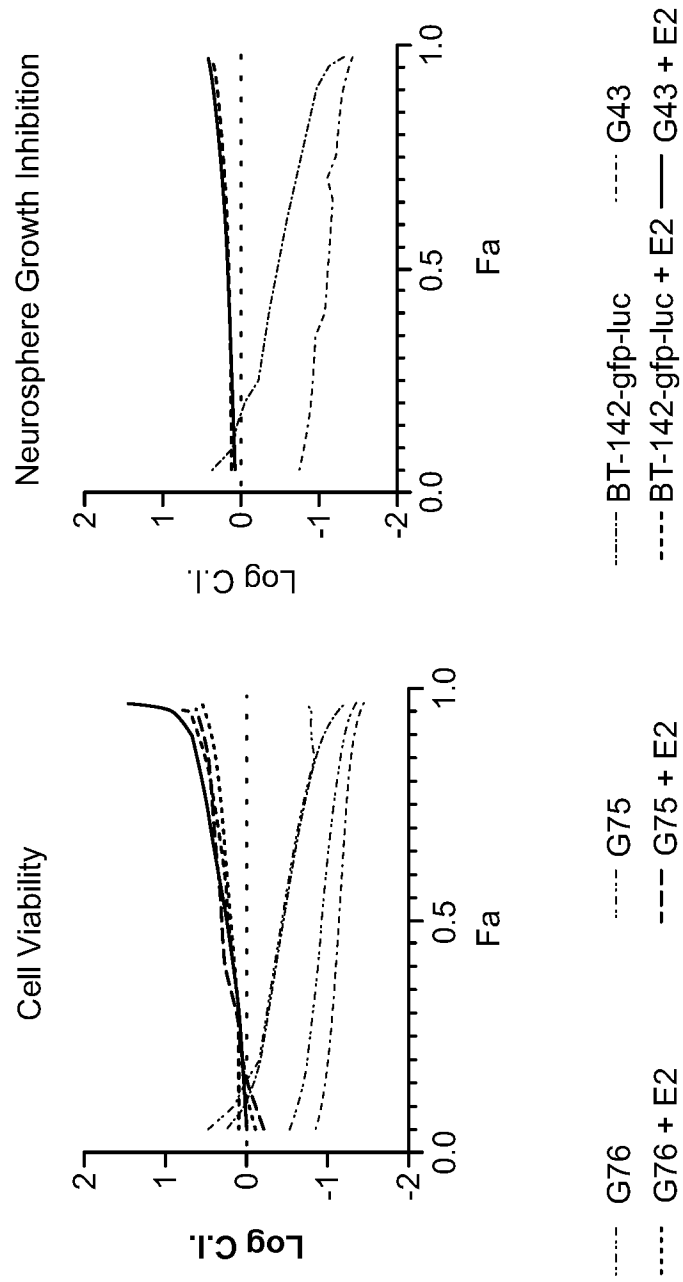 Cell Viability
2
1
0
-1
-2
Log C.I.
0.0
0.5
1.0
Fa
Neurosphere Growth Inhibition
2
1
0
-1
-2
Log C.I.
0.0
0.5
1.0
Fa
G76 G75 BT-142-gfp-luc G43
G76 + E2 G75 + E2 BT-142-gfp-luc + E2 G43 + E2